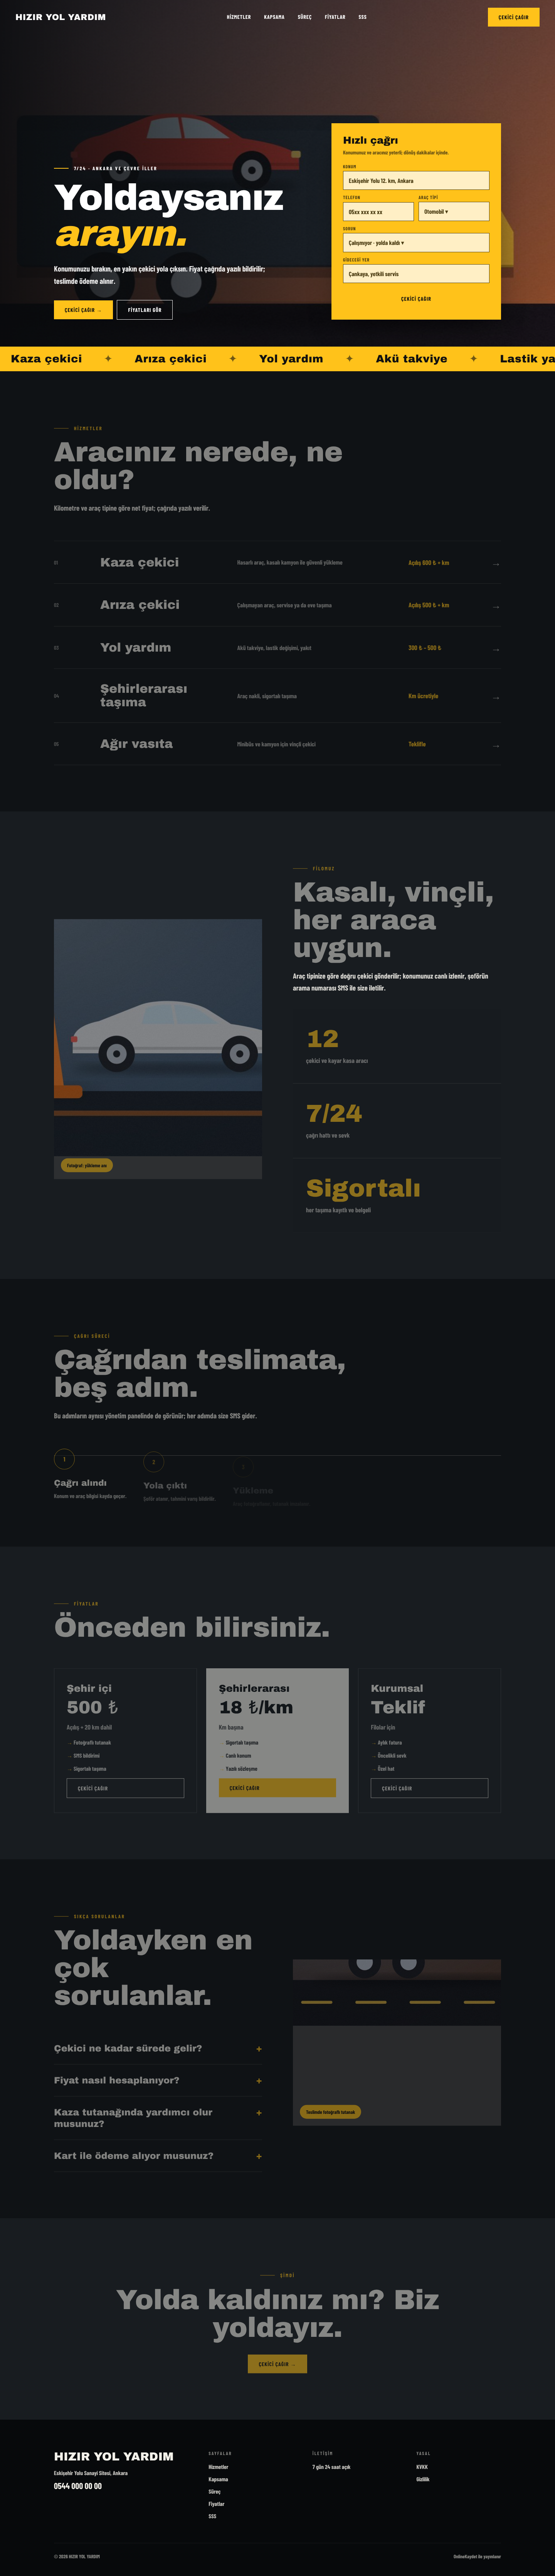 HIZIR YOL YARDIM
HİZMETLER KAPSAMA SÜREÇ FİYATLAR SSS
ÇEKİCİ ÇAĞIR
7/24 · ANKARA VE ÇEVRE İLLER
Yoldaysanız
arayın.
Konumunuzu bırakın, en yakın çekici yola çıksın. Fiyat çağrıda yazılı bildirilir;
teslimde ödeme alınır.
ÇEKİCİ ÇAĞIR →
FİYATLARI GÖR
Hızlı çağrı
Konumunuz ve aracınız yeterli; dönüş dakikalar içinde.
KONUM
Eskişehir Yolu 12. km, Ankara
TELEFON ARAÇ TİPİ
05xx xxx xx xx Otomobil ▾
SORUN
Çalışmıyor - yolda kaldı ▾
GİDECEĞİ YER
Çankaya, yetkili servis
ÇEKİCİ ÇAĞIR
Kaza çekici ✦ Arıza çekici ✦ Yol yardım ✦ Akü takviye ✦ Lastik ya
HİZMETLER
Aracınız nerede, ne
oldu?
Kilometre ve araç tipine göre net fiyat; çağrıda yazılı verilir.
01 Kaza çekici Hasarlı araç, kasalı kamyon ile güvenli yükleme Açılış 600 ₺ + km →
02 Arıza çekici Çalışmayan araç, servise ya da eve taşıma Açılış 500 ₺ + km →
03 Yol yardım Akü takviye, lastik değişimi, yakıt 300 ₺ – 500 ₺ →
04 Şehirlerarası
taşıma Araç nakli, sigortalı taşıma Km ücretiyle →
05 Ağır vasıta Minibüs ve kamyon için vinçli çekici Teklifle →
FİLOMUZ
Kasalı, vinçli,
her araca
uygun.
Araç tipinize göre doğru çekici gönderilir; konumunuz canlı izlenir, şoförün
arama numarası SMS ile size iletilir.
Fotoğraf: yükleme anı
12
çekici ve kayar kasa aracı
7/24
çağrı hattı ve sevk
Sigortalı
her taşıma kayıtlı ve belgeli
ÇAĞRI SÜRECİ
Çağrıdan teslimata,
beş adım.
Bu adımların aynısı yönetim panelinde de görünür; her adımda size SMS gider.
1
Çağrı alındı
Konum ve araç bilgisi kayda geçer.
2
Yola çıktı
Şoför atanır, tahmini varış bildirilir.
3
Yükleme
FİYATLAR
Önceden bilirsiniz.
Şehir içi
500 ₺
Açılış + 20 km dahil
→ Fotoğraflı tutanak
→ SMS bildirimi
→ Sigortalı taşıma
ÇEKİCİ ÇAĞIR
Şehirlerarası
18 ₺/km
Km başına
Sigortalı taşıma
Canlı konum
Yazılı sözleşme
ÇEKİCİ ÇAĞIR
Kurumsal
Teklif
Filolar için
→ Aylık fatura
→ Öncelikli sevk
→ Özel hat
ÇEKİCİ ÇAĞIR
SIKÇA SORULANLAR
Yoldayken en
çok
sorulanlar.
Çekici ne kadar sürede gelir? +
Fiyat nasıl hesaplanıyor? +
Kaza tutanağında yardımcı olur
musunuz? +
Kart ile ödeme alıyor musunuz? +
Teslimde fotoğraflı tutanak
ŞİMDİ
Yolda kaldınız mı? Biz
yoldayız.
ÇEKİCİ ÇAĞIR →
HIZIR YOL YARDIM
Eskişehir Yolu Sanayi Sitesi, Ankara
0544 000 00 00
SAYFALAR
Hizmetler
Kapsama
Süreç
Fiyatlar
SSS
İLETİŞİM
7 gün 24 saat açık
YASAL
KVKK
Gizlilik
© 2026 HIZIR YOL YARDIM
OnlineKaydet ile yayınlanır